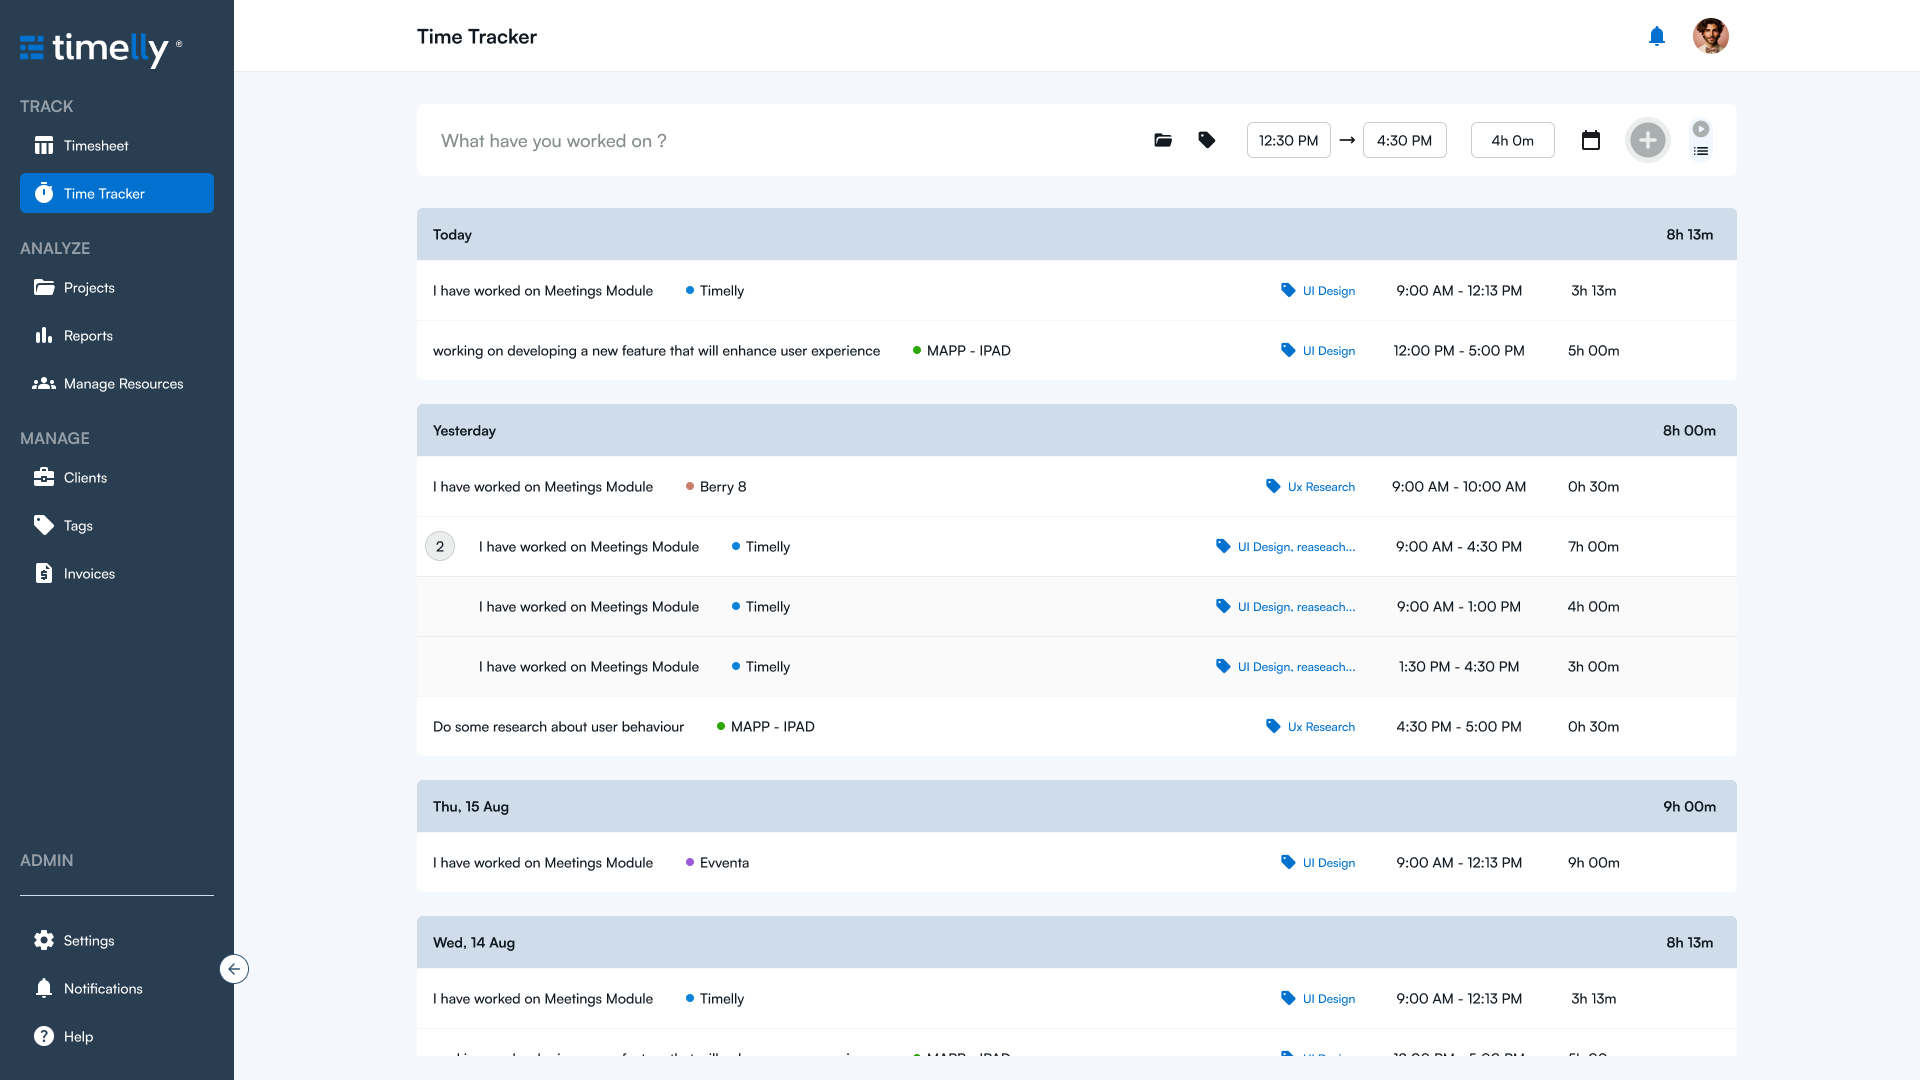 timelly ®
TRACK
Timesheet
Time Tracker
ANALYZE
Projects
Reports
Manage Resources
MANAGE
Clients
Tags
Invoices
ADMIN
Settings
Notifications
Help
Time Tracker
What have you worked on ?
12:30 PM → 4:30 PM 4h 0m
Today 8h 13m
I have worked on Meetings Module Timelly UI Design 9:00 AM - 12:13 PM 3h 13m
working on developing a new feature that will enhance user experience MAPP - IPAD UI Design 12:00 PM - 5:00 PM 5h 00m
Yesterday 8h 00m
I have worked on Meetings Module Berry 8 Ux Research 9:00 AM - 10:00 AM 0h 30m
2 I have worked on Meetings Module Timelly UI Design, reaseach... 9:00 AM - 4:30 PM 7h 00m
I have worked on Meetings Module Timelly UI Design, reaseach... 9:00 AM - 1:00 PM 4h 00m
I have worked on Meetings Module Timelly UI Design, reaseach... 1:30 PM - 4:30 PM 3h 00m
Do some research about user behaviour MAPP - IPAD Ux Research 4:30 PM - 5:00 PM 0h 30m
Thu, 15 Aug 9h 00m
I have worked on Meetings Module Evventa UI Design 9:00 AM - 12:13 PM 9h 00m
Wed, 14 Aug 8h 13m
I have worked on Meetings Module Timelly UI Design 9:00 AM - 12:13 PM 3h 13m
MAPP - IPAD